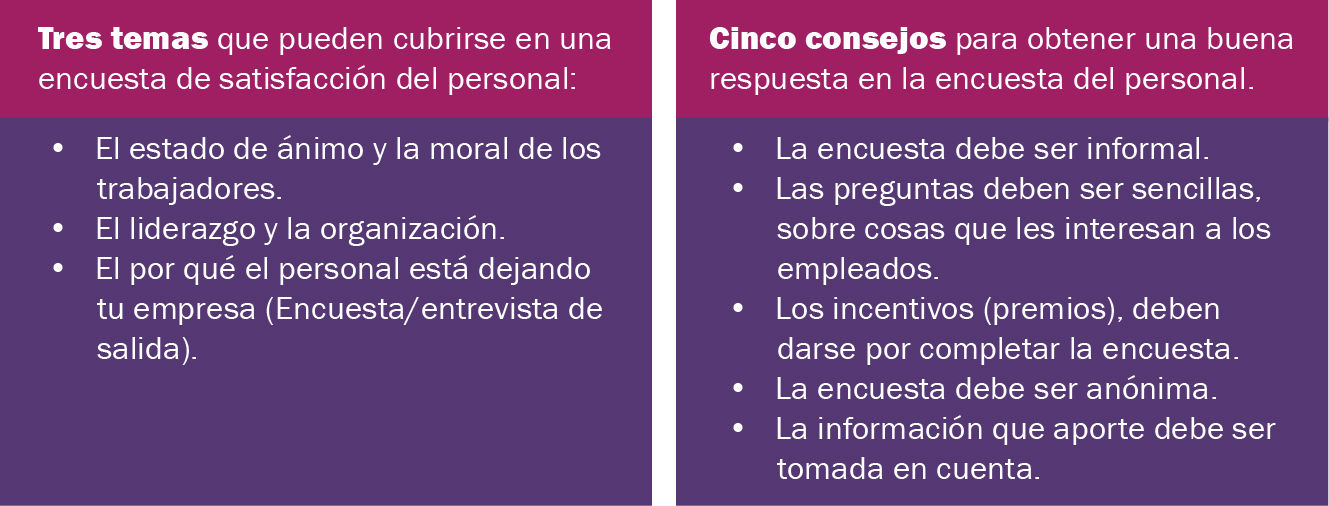 Tres temas que pueden cubrirse en una
encuesta de satisfacción del personal:
• El estado de ánimo y la moral de los
trabajadores.
• El liderazgo y la organización.
• El por qué el personal está dejando
tu empresa (Encuesta/entrevista de
salida).
Cinco consejos para obtener una buena
respuesta en la encuesta del personal.
• La encuesta debe ser informal.
• Las preguntas deben ser sencillas,
sobre cosas que les interesan a los
empleados.
• Los incentivos (premios), deben
darse por completar la encuesta.
• La encuesta debe ser anónima.
• La información que aporte debe ser
tomada en cuenta.